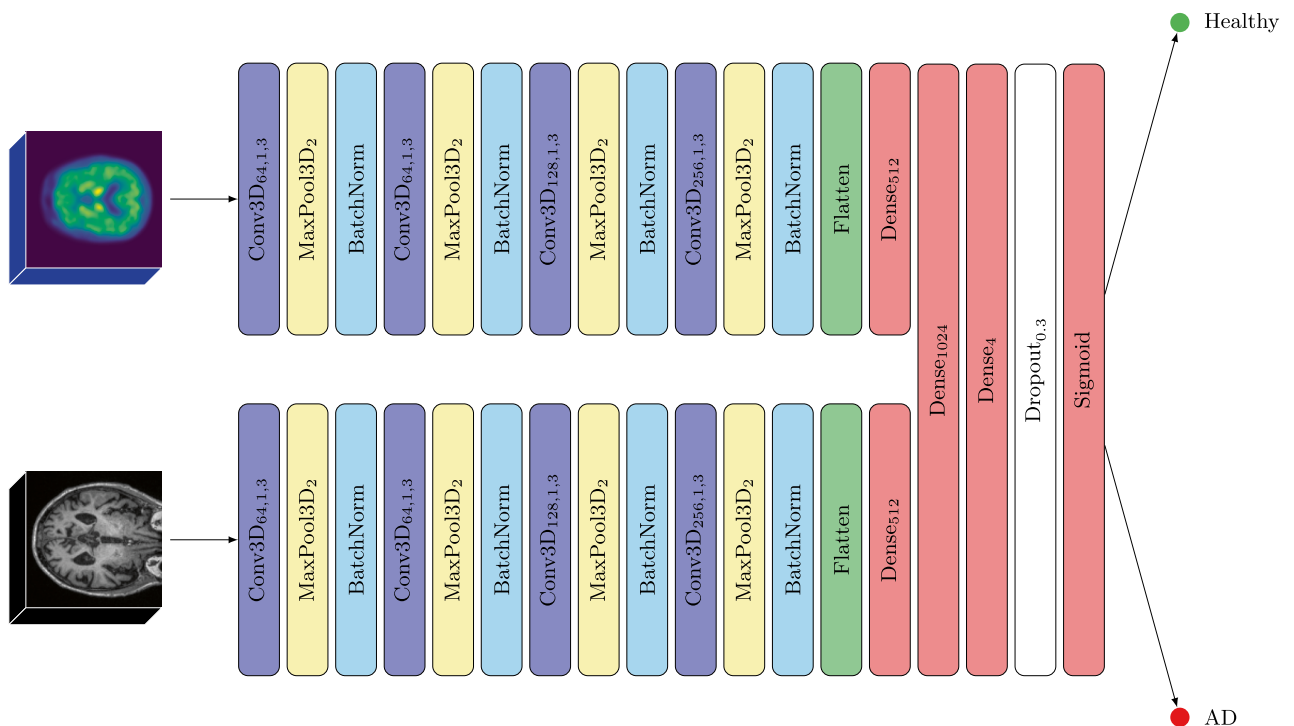 Healthy
Conv3D64,1,3
MaxPool3D2
BatchNorm
Conv3D64,1,3
MaxPool3D2
BatchNorm
Conv3D128,1,3
MaxPool3D2
BatchNorm
Conv3D256,1,3
MaxPool3D2
BatchNorm
Flatten
Dense512
Dense1024
Dense4
Dropout0.3
Sigmoid
Conv3D64,1,3
MaxPool3D2
BatchNorm
Conv3D64,1,3
MaxPool3D2
BatchNorm
Conv3D128,1,3
MaxPool3D2
BatchNorm
Conv3D256,1,3
MaxPool3D2
BatchNorm
Flatten
Dense512
AD